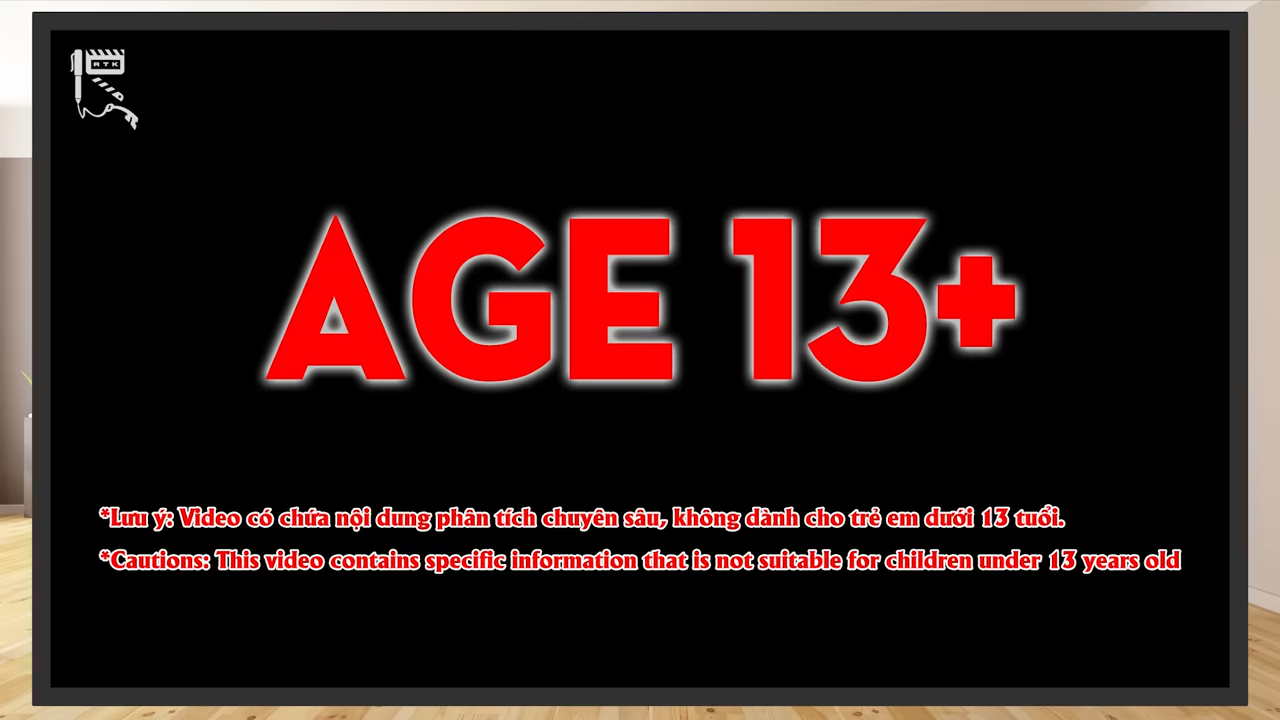 RTK
AGE 13+
*Lưu ý: Video có chứa nội dung phân tích chuyên sâu, không dành cho trẻ em dưới 13 tuổi.
*Cautions: This video contains specific information that is not suitable for children under 13 years old